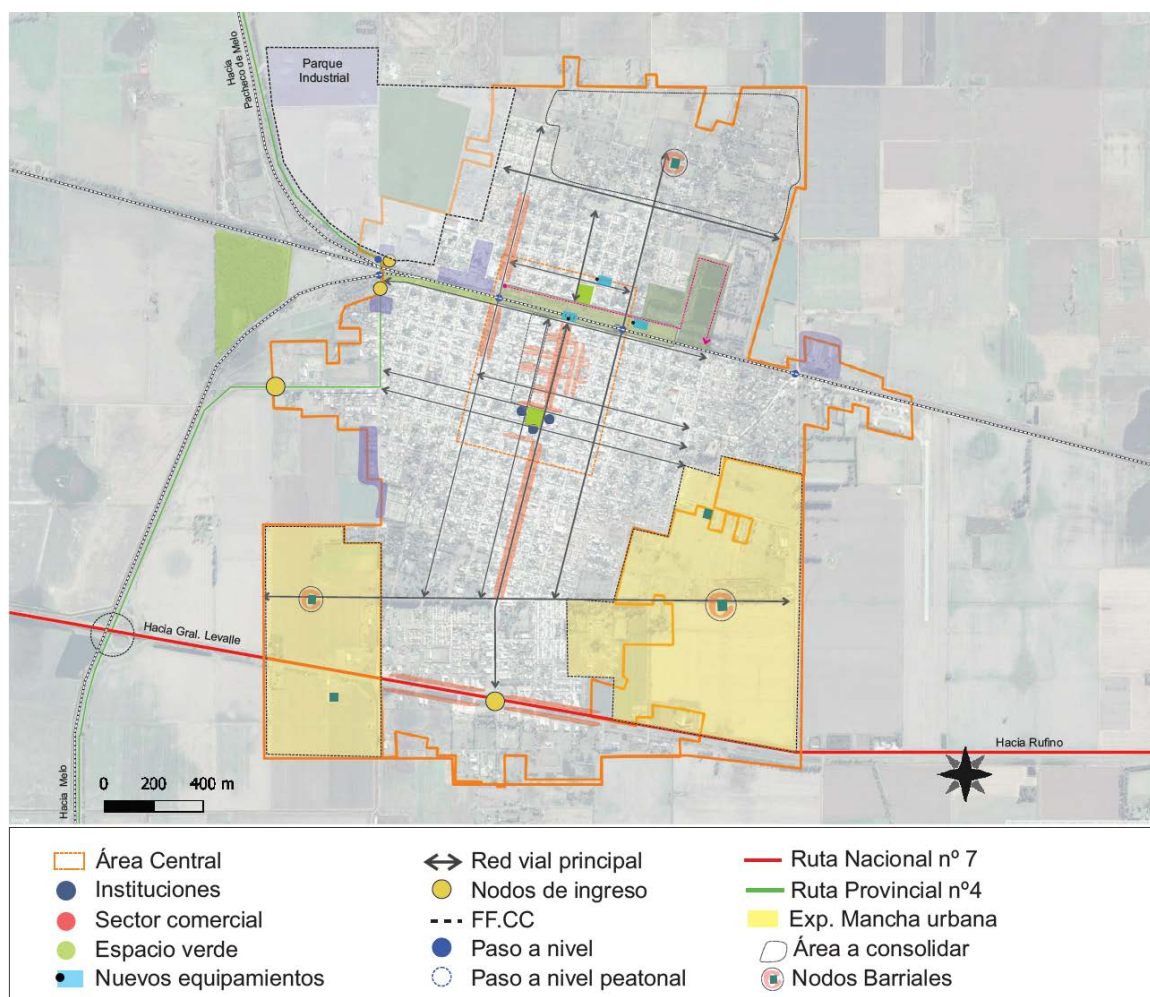 Parque
Industrial
Hacia
Pacheco de Melo
Hacia Gral. Levalle
Hacia Rufino
Hacia Melo
0 200 400 m
Área Central
Instituciones
Sector comercial
Espacio verde
Nuevos equipamientos
Red vial principal
Nodos de ingreso
FF.CC
Paso a nivel
Paso a nivel peatonal
Ruta Nacional nº 7
Ruta Provincial nº4
Exp. Mancha urbana
Área a consolidar
Nodos Barriales